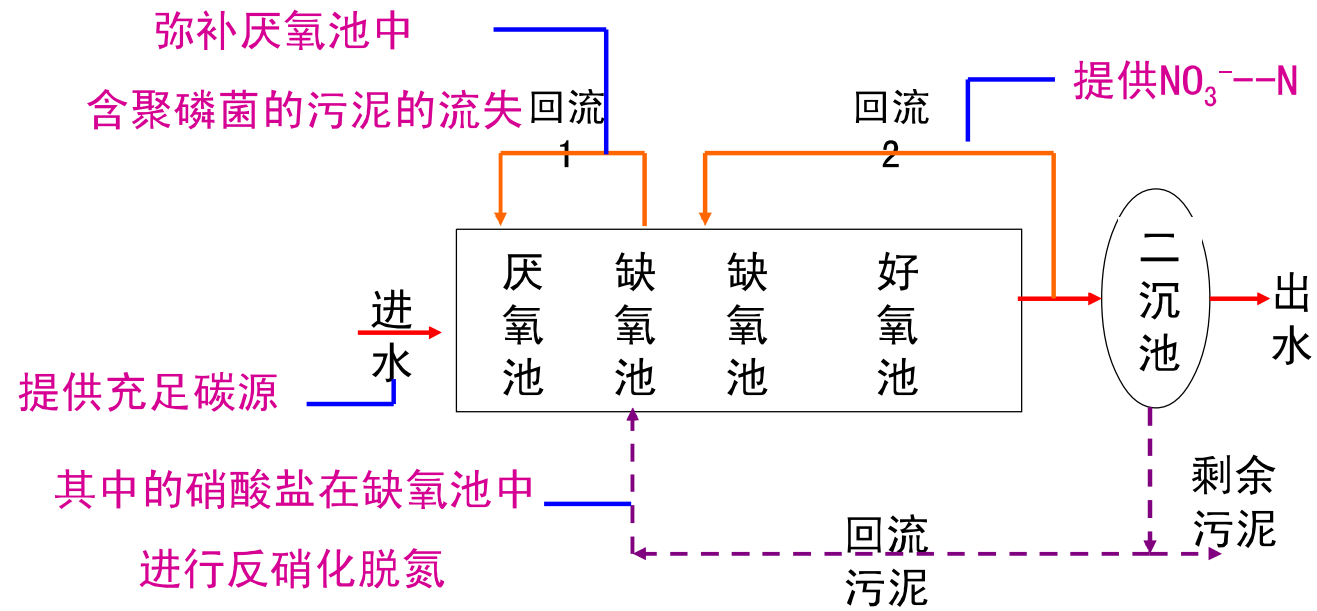 弥补厌氧池中
含聚磷菌的污泥的流失
回流
1
回流
2
提供NO₃⁻--N
厌氧池
缺氧池
缺氧池
好氧池
二沉池
进水
出水
提供充足碳源
其中的硝酸盐在缺氧池中
进行反硝化脱氮
回流
污泥
剩余
污泥